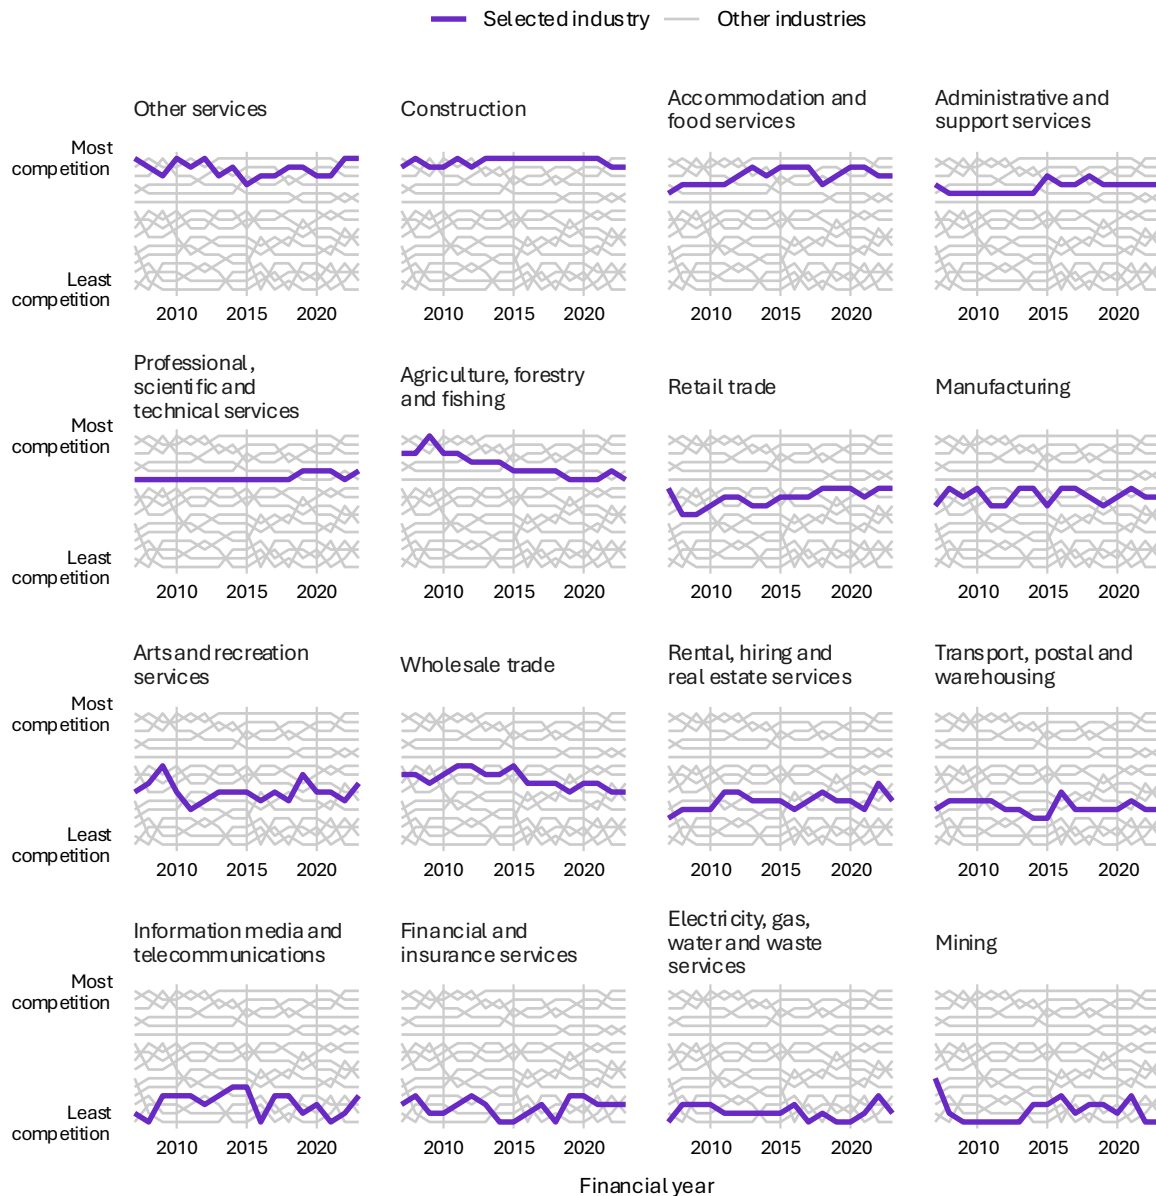 Selected industry Other industries
Other services
Construction
Accommodation and
food services
Administrative and
support services
Most
competition
Least
competition
2010 2015 2020
2010 2015 2020
2010 2015 2020
2010 2015 2020
Professional,
scientific and
technical services
Agriculture, forestry
and fishing
Retail trade
Manufacturing
Most
competition
Least
competition
2010 2015 2020
2010 2015 2020
2010 2015 2020
2010 2015 2020
Arts and recreation
services
Wholesale trade
Rental, hiring and
real estate services
Transport, postal and
warehousing
Most
competition
Least
competition
2010 2015 2020
2010 2015 2020
2010 2015 2020
2010 2015 2020
Information media and
telecommunications
Financial and
insurance services
Electricity, gas,
water and waste
services
Mining
Most
competition
Least
competition
2010 2015 2020
2010 2015 2020
2010 2015 2020
2010 2015 2020
Financial year